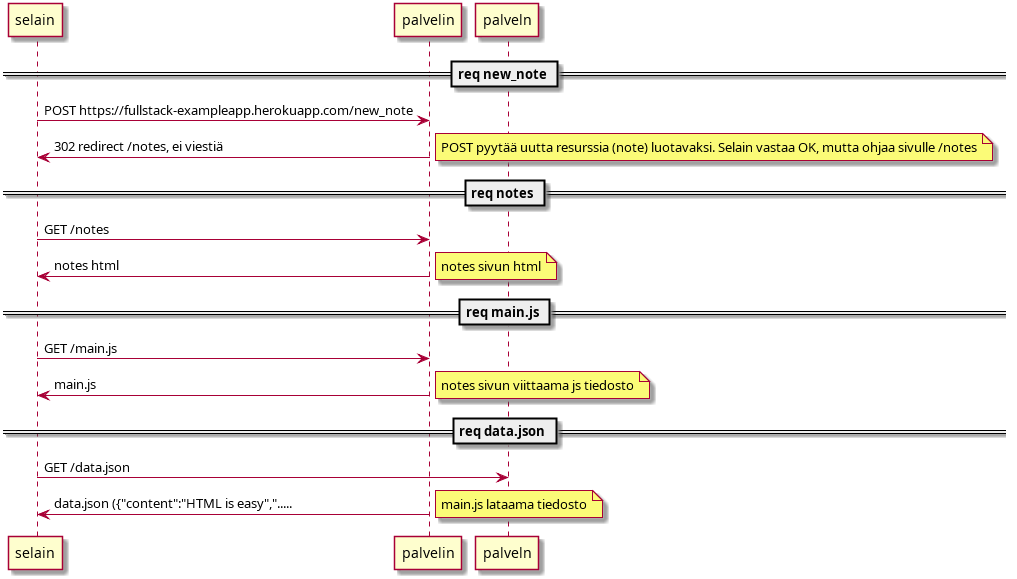 selain
palvelin
palveln
req new_note
POST https://fullstack-exampleapp.herokuapp.com/new_note
302 redirect /notes, ei viestiä
POST pyytää uutta resurssia (note) luotavaksi. Selain vastaa OK, mutta ohjaa sivulle /notes
req notes
GET /notes
notes html
notes sivun html
req main.js
GET /main.js
main.js
notes sivun viittaama js tiedosto
req data.json
GET /data.json
data.json ({"content":"HTML is easy",".....
main.js lataama tiedosto
selain
palvelin
palveln